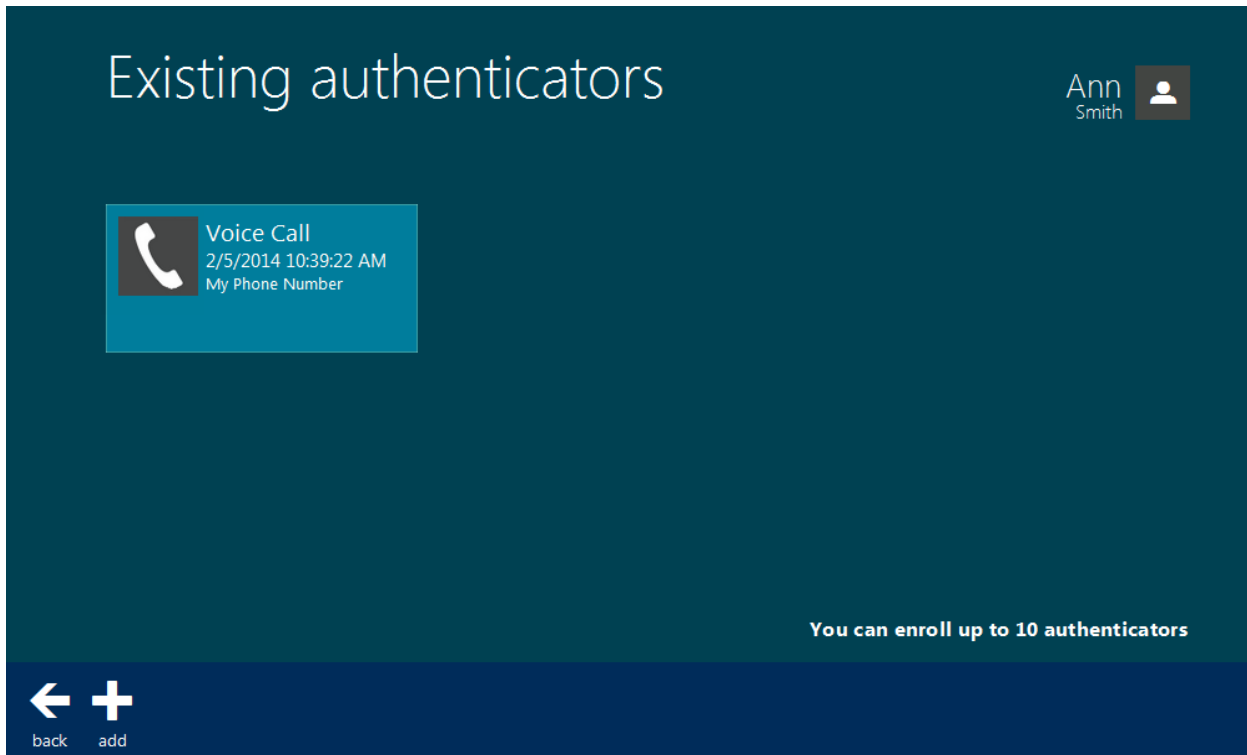 Existing authenticators
Ann
Smith
Voice Call
2/5/2014 10:39:22 AM
My Phone Number
You can enroll up to 10 authenticators
back
add